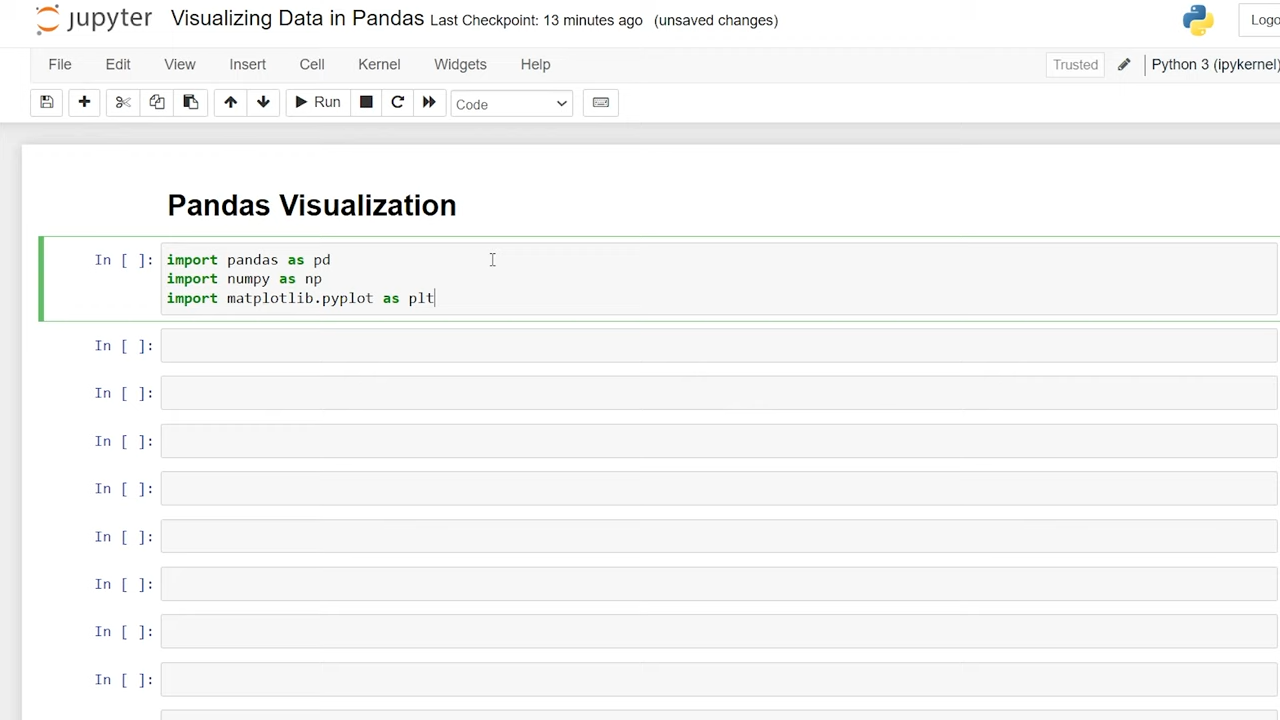 jupyter Visualizing Data in Pandas Last Checkpoint: 13 minutes ago (unsaved changes)
File Edit View Insert Cell Kernel Widgets Help Trusted Python 3 (ipykernel)
Run Code
Pandas Visualization
In [ ]: import pandas as pd
import numpy as np
import matplotlib.pyplot as plt
In [ ]:
In [ ]:
In [ ]:
In [ ]:
In [ ]:
In [ ]:
In [ ]:
In [ ]: